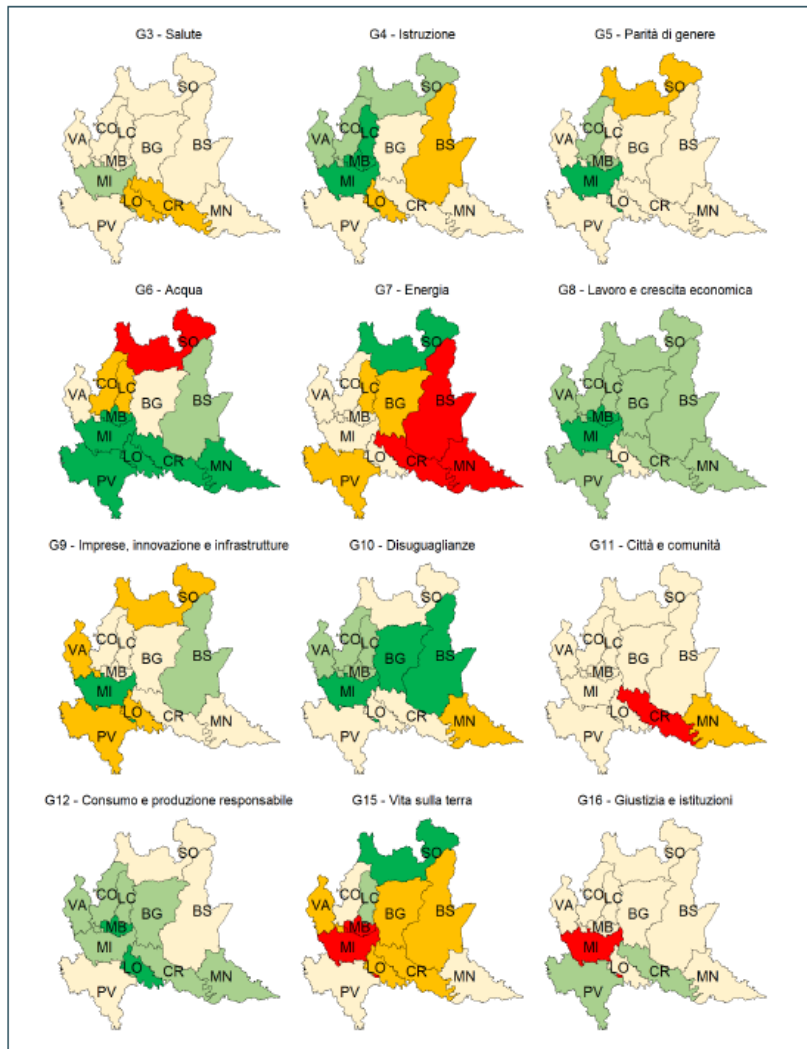 G3 - Salute
G4 - Istruzione
G5 - Parità di genere
SO
CO
LC
VA
BG
BS
MB
MI
LO
CR
MN
PV
SO
CO
LC
VA
BG
BS
MB
MI
LO
CR
MN
PV
SO
CO
LC
VA
BG
BS
MB
MI
LO
CR
MN
PV
G6 - Acqua
G7 - Energia
G8 - Lavoro e crescita economica
SO
CO
LC
VA
BG
BS
MB
MI
LO
CR
MN
PV
SO
CO
LC
VA
BG
BS
MB
MI
LO
CR
MN
PV
SO
CO
LC
VA
BG
BS
MB
MI
LO
CR
MN
PV
G9 - Imprese, innovazione e infrastrutture
G10 - Disuguaglianze
G11 - Città e comunità
SO
CO
LC
VA
BG
BS
MB
MI
LO
CR
MN
PV
SO
CO
LC
VA
BG
BS
MB
MI
LO
CR
MN
PV
SO
CO
LC
VA
BG
BS
MB
MI
LO
CR
MN
PV
G12 - Consumo e produzione responsabile
G15 - Vita sulla terra
G16 - Giustizia e istituzioni
SO
CO
LC
VA
BG
BS
MB
MI
LO
CR
MN
PV
SO
CO
LC
VA
BG
BS
MB
MI
LO
CR
MN
PV
SO
CO
LC
VA
BG
BS
MB
MI
LO
CR
MN
PV